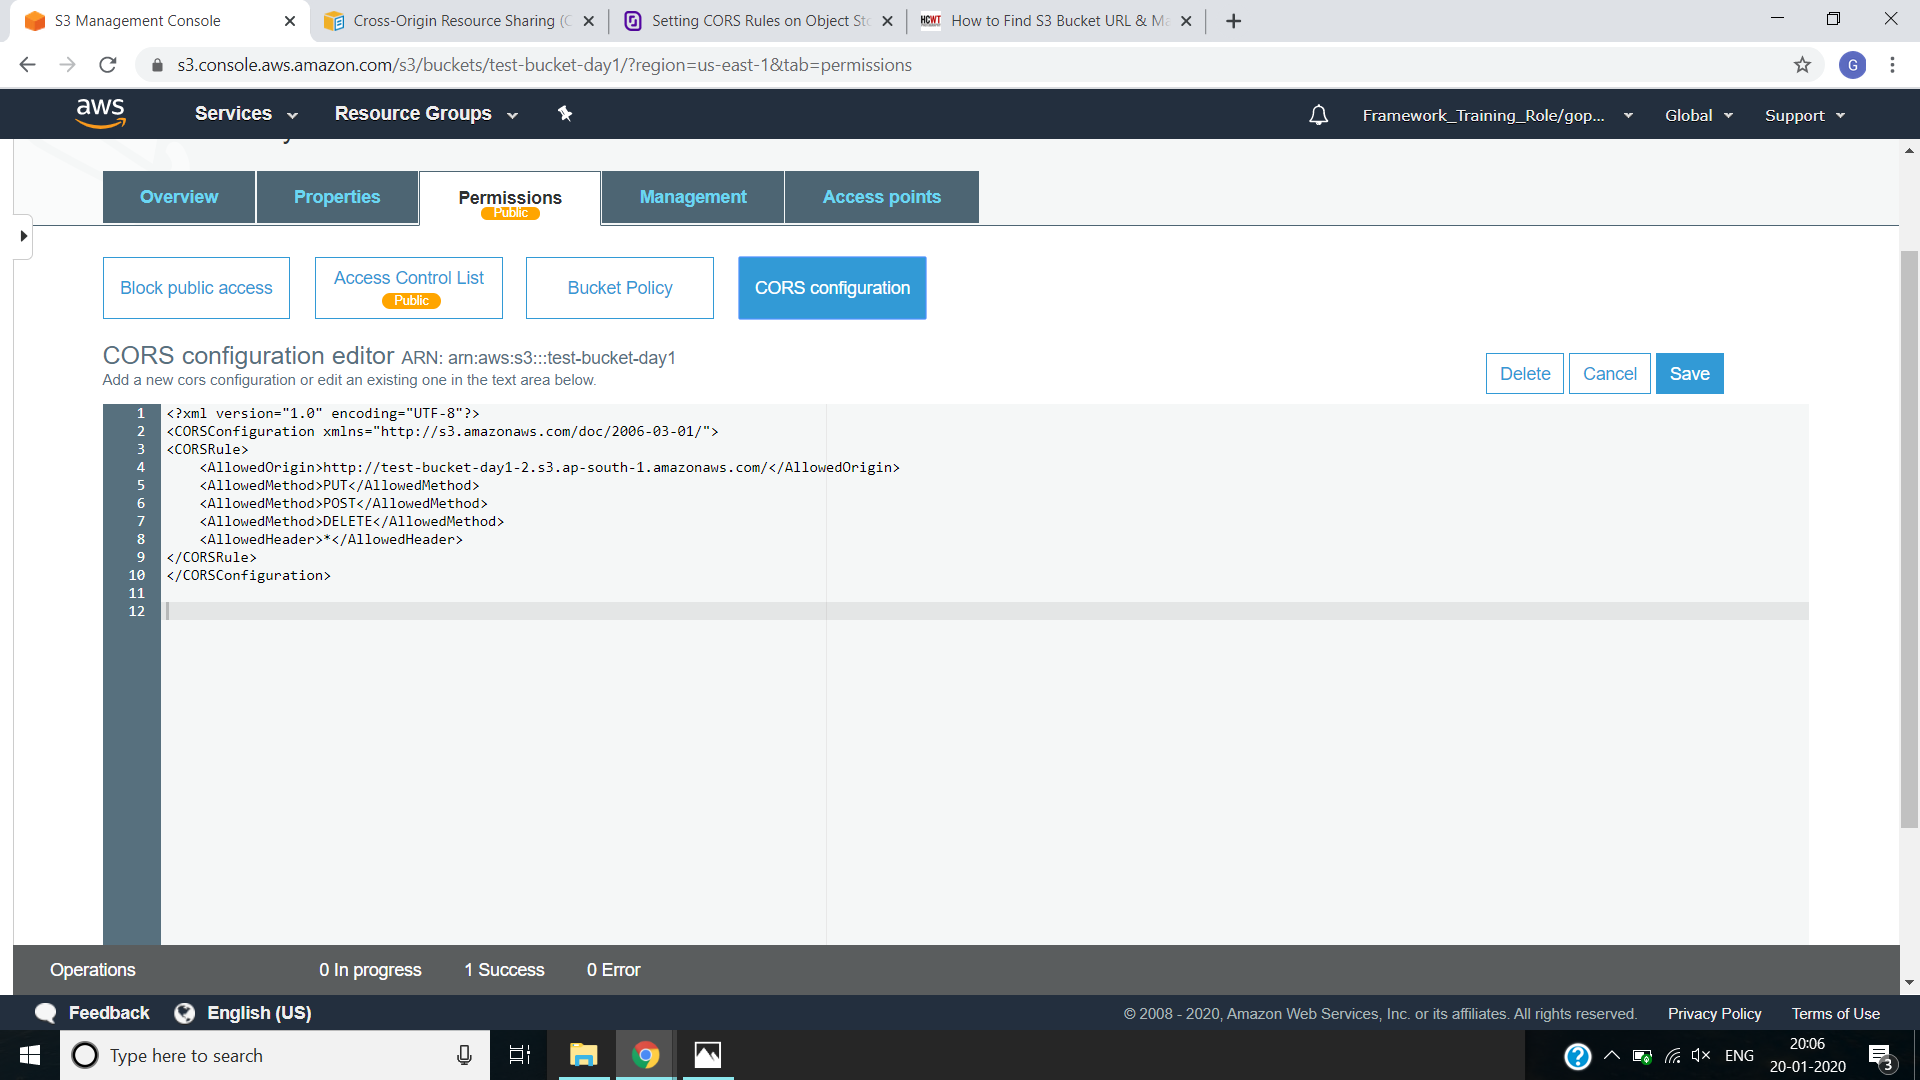 S3 Management Console
Cross-Origin Resource Sharing (C
Setting CORS Rules on Object Sto
HCWT How to Find S3 Bucket URL & Ma
s3.console.aws.amazon.com/s3/buckets/test-bucket-day1/?region=us-east-1&tab=permissions
G
aws Services Resource Groups Framework_Training_Role/gop... Global Support
Overview Properties Permissions Management Access points
Public
Block public access Access Control List Bucket Policy CORS configuration
Public
CORS configuration editor ARN: arn:aws:s3:::test-bucket-day1
Add a new cors configuration or edit an existing one in the text area below.
Delete Cancel Save
1 <?xml version="1.0" encoding="UTF-8"?>
2 <CORSConfiguration xmlns="http://s3.amazonaws.com/doc/2006-03-01/">
3 <CORSRule>
4 <AllowedOrigin>http://test-bucket-day1-2.s3.ap-south-1.amazonaws.com/</AllowedOrigin>
5 <AllowedMethod>PUT</AllowedMethod>
6 <AllowedMethod>POST</AllowedMethod>
7 <AllowedMethod>DELETE</AllowedMethod>
8 <AllowedHeader>*</AllowedHeader>
9 </CORSRule>
10 </CORSConfiguration>
11
12
Operations 0 In progress 1 Success 0 Error
Feedback English (US) © 2008 - 2020, Amazon Web Services, Inc. or its affiliates. All rights reserved. Privacy Policy Terms of Use
Type here to search
ENG
20:06
20-01-2020
3